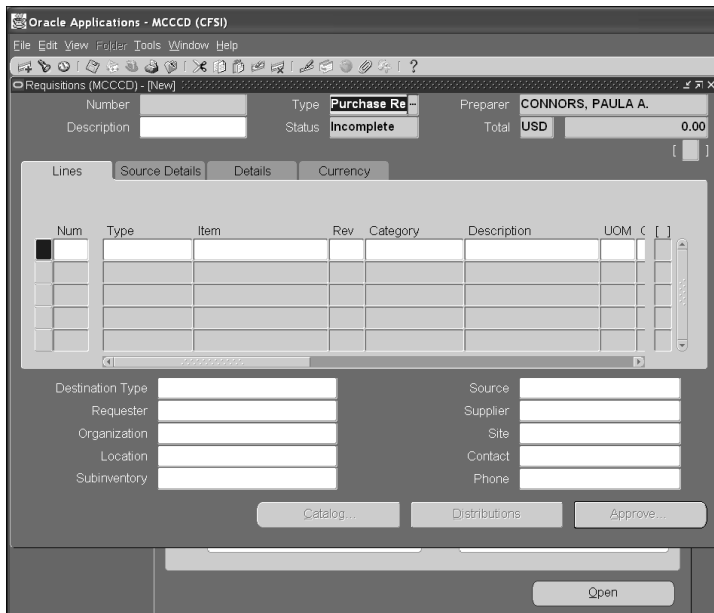 Oracle Applications - MCCCD (CFSI)
File Edit View Folder Tools Window Help
Requisitions (MCCCD) - [New]
Number Type Purchase Re Preparer CONNORS, PAULA A.
Description Status Incomplete Total USD 0.00
[ ]
Lines Source Details Details Currency
Num Type Item Rev Category Description UOM [ ]
Destination Type Source
Requester Supplier
Organization Site
Location Contact
Subinventory Phone
Catalog... Distributions Approve...
Open